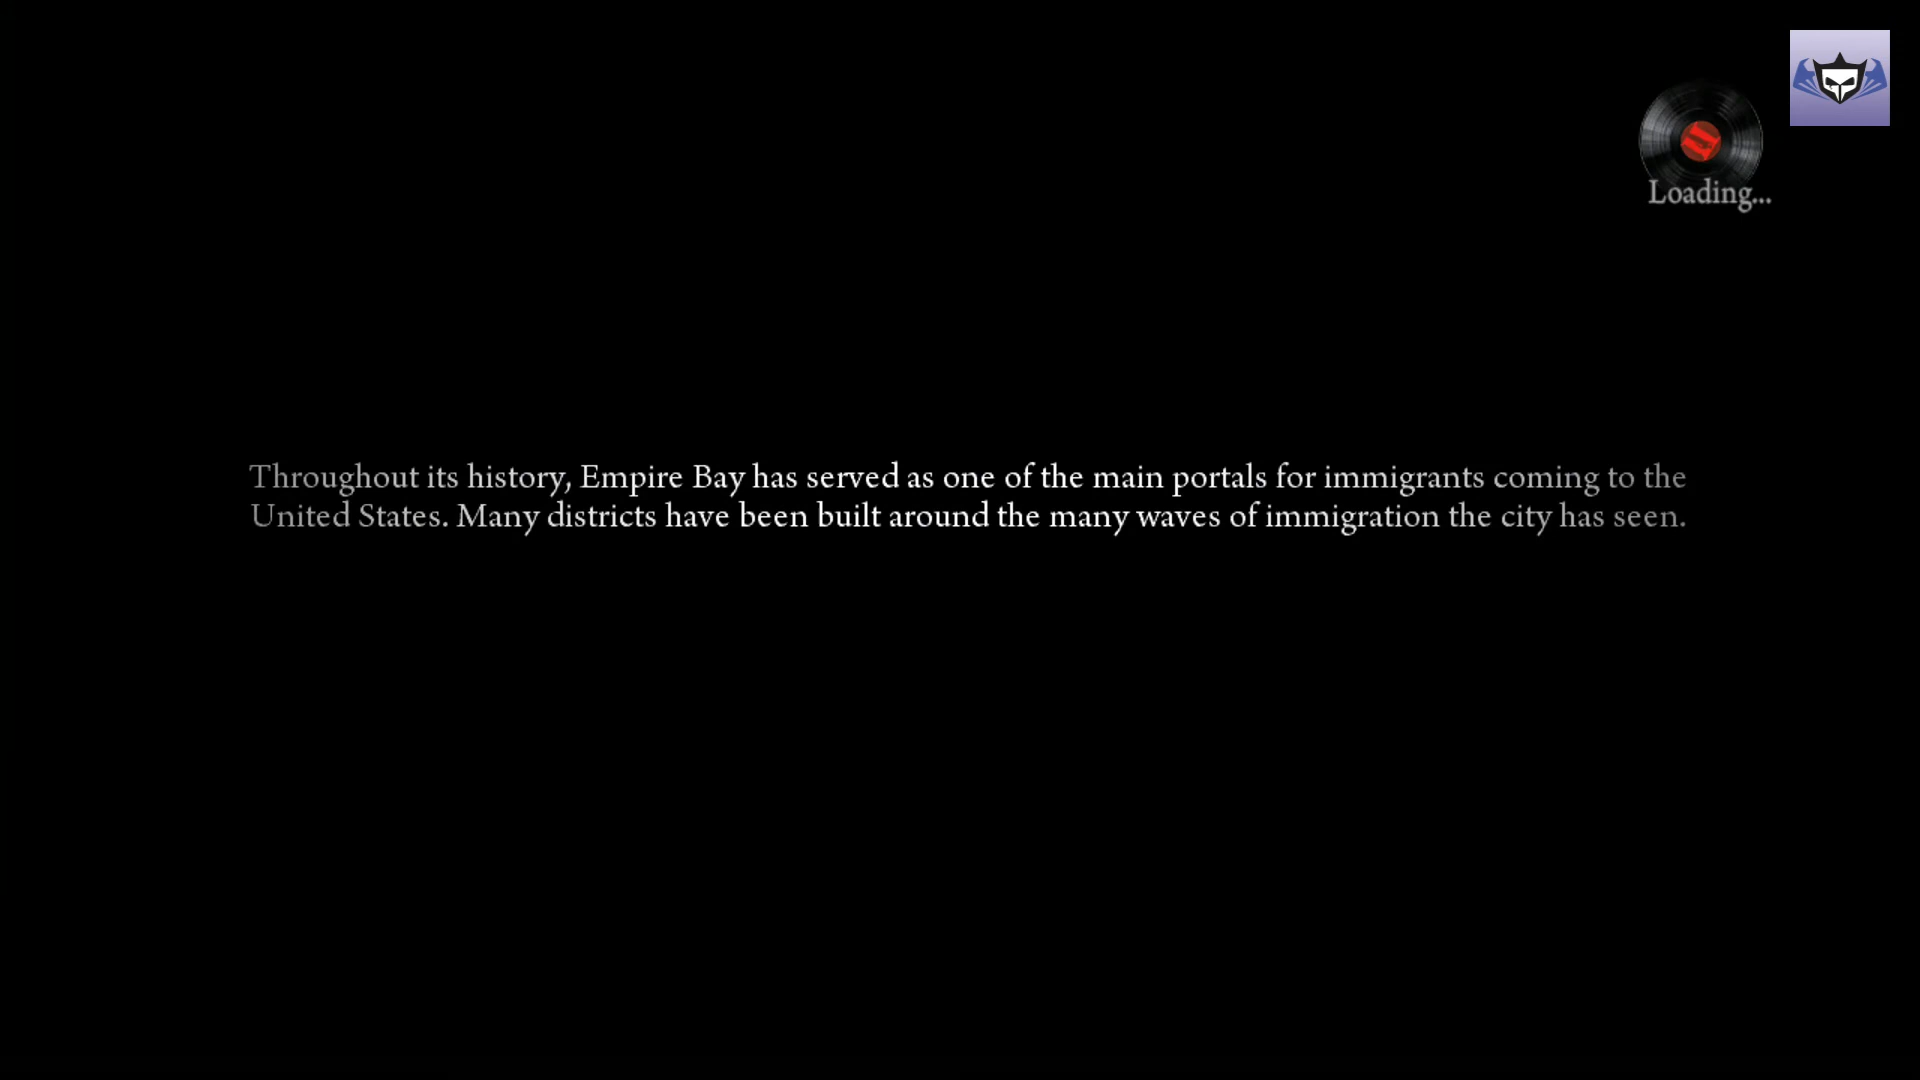 Loading...
Throughout its history, Empire Bay has served as one of the main portals for immigrants coming to the
United States. Many districts have been built around the many waves of immigration the city has seen.